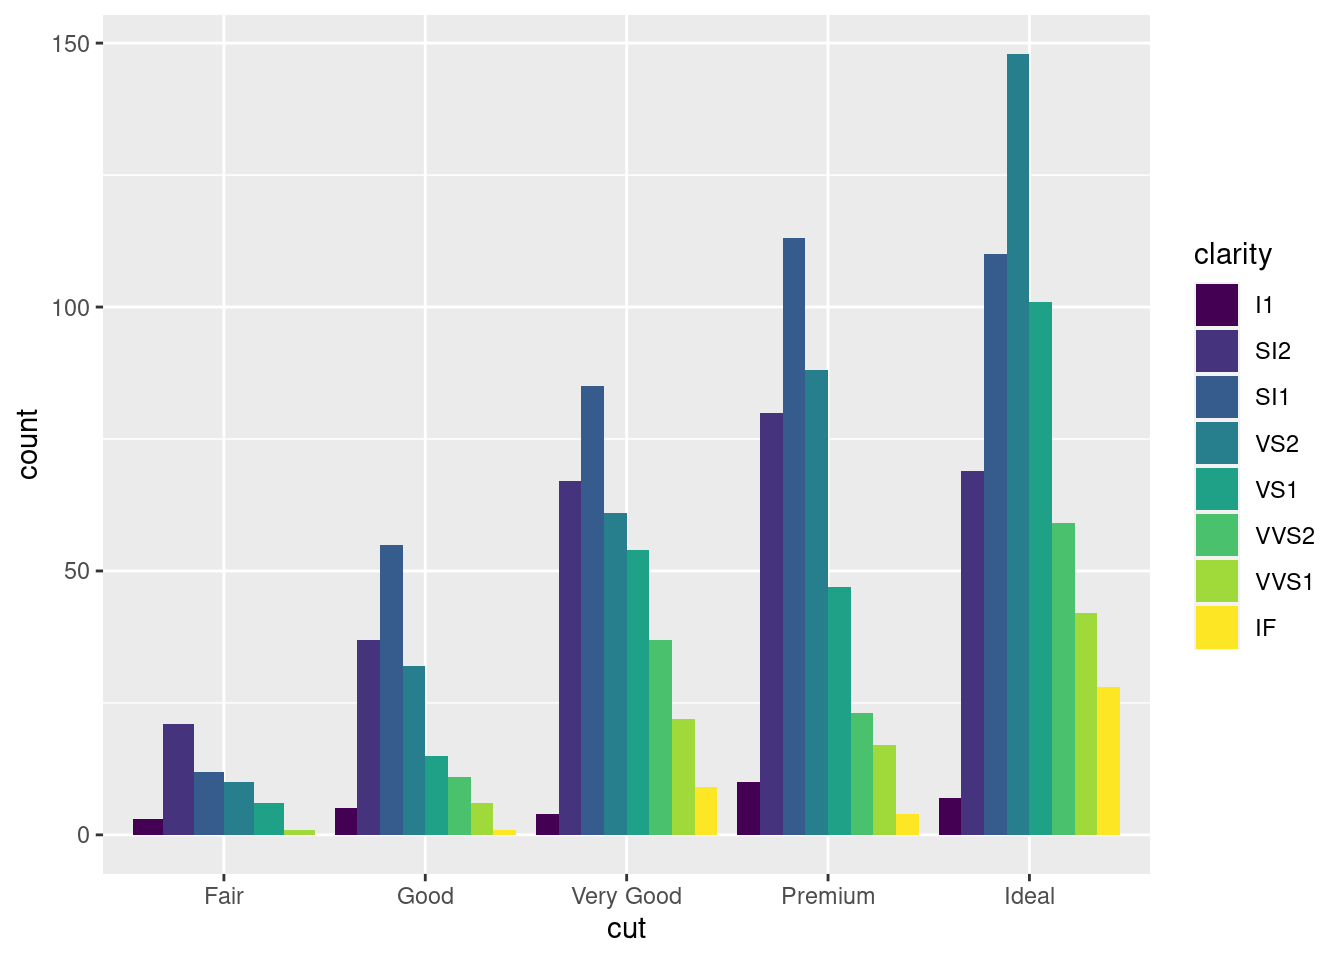 150
100
50
0
count
Fair Good Very Good Premium Ideal
cut
clarity
I1
SI2
SI1
VS2
VS1
VVS2
VVS1
IF